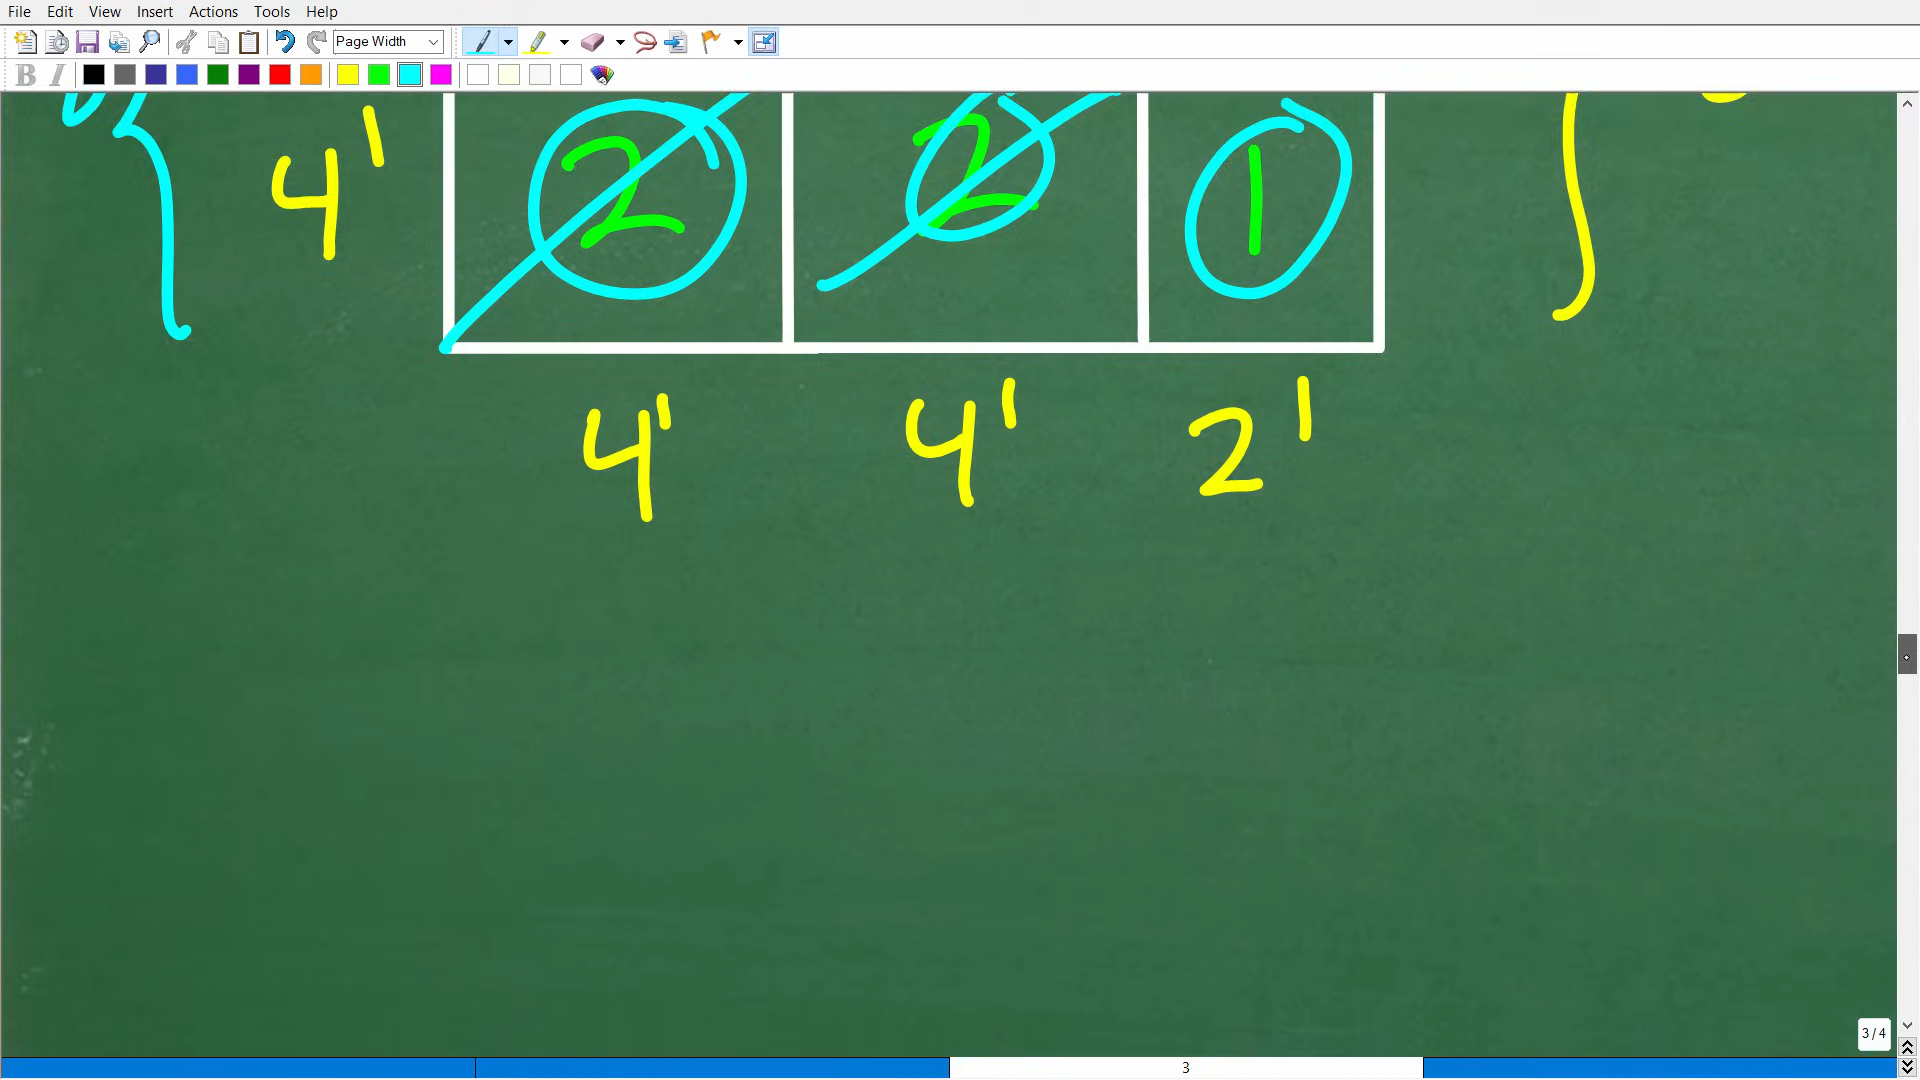 File Edit View Insert Actions Tools Help
Page Width
B I
4' 2 2 1
4' 4' 2'
3 / 4
3